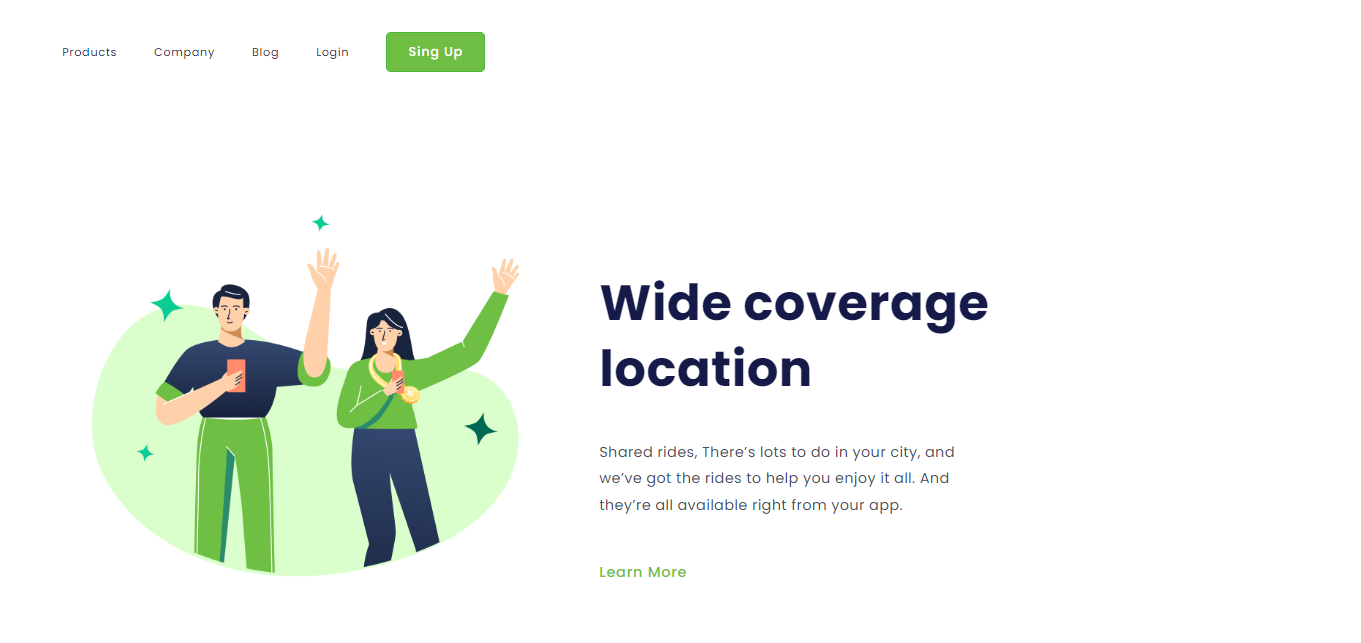 Products Company Blog Login Sing Up
Wide coverage
location
Shared rides, There’s lots to do in your city, and
we’ve got the rides to help you enjoy it all. And
they’re all available right from your app.
Learn More